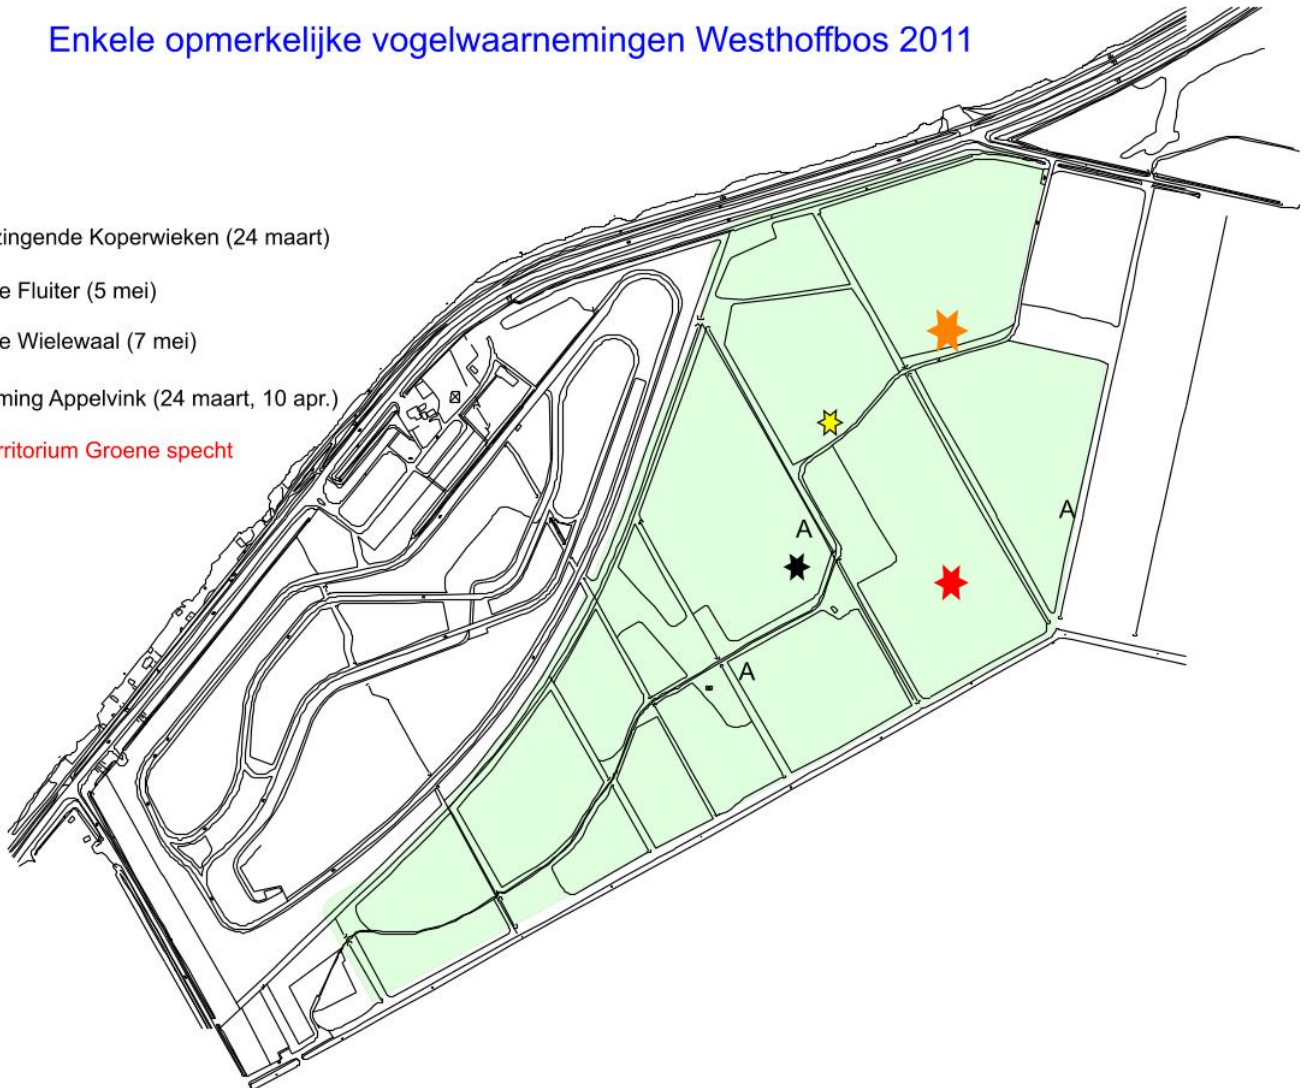 Enkele opmerkelijke vogelwaarnemingen Westhoffbos 2011
zingende Koperwieken (24 maart)
e Fluiter (5 mei)
e Wielewaal (7 mei)
ming Appelvink (24 maart, 10 apr.)
rritorium Groene specht
A
A
A